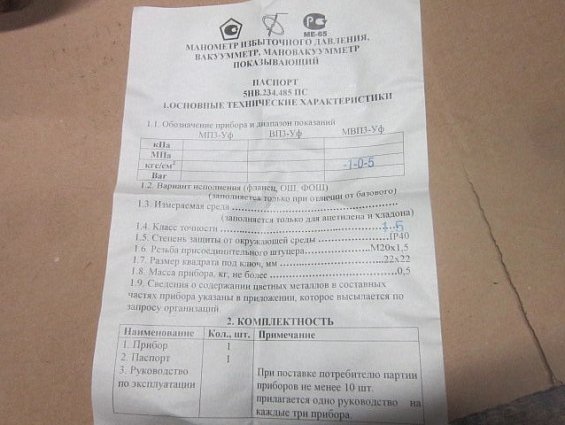 МЕ-65
МАНОМЕТР ИЗБЫТОЧНОГО ДАВЛЕНИЯ,
ВАКУУММЕТР, МАНОВАКУУММЕТР
ПОКАЗЫВАЮЩИЙ
ПАСПОРТ
5НВ.234.485 ПС
1.ОСНОВНЫЕ ТЕХНИЧЕСКИЕ ХАРАКТЕРИСТИКИ
1.1. Обозначение прибора и диапазон показаний
МП3-Уф ВП3-Уф МВП3-Уф
кПа
МПа
кгс/см² -1-0-5
Bar
1.2. Вариант исполнения (фланец, ОШ, ФОШ)
(заполняется только при отличии от базового)
1.3. Измеряемая среда
(заполняется только для ацетилена и хладона)
1.4. Класс точности 1.5
1.5. Степень защиты от окружающей среды IP40
1.6. Резьба присоединительного штуцера М20х1,5
1.7. Размер квадрата под ключ, мм 22х22
1.8. Масса прибора, кг, не более 0,5
1.9. Сведения о содержании цветных металлов в составных
частях прибора указаны в приложении, которое высылается по
запросу организаций
2. КОМПЛЕКТНОСТЬ
Наименование Кол., шт. Примечание
1. Прибор 1
2. Паспорт 1
3. Руководство
по эксплуатации
При поставке потребителю партии
приборов не менее 10 шт.
прилагается одно руководство на
каждые три прибора.